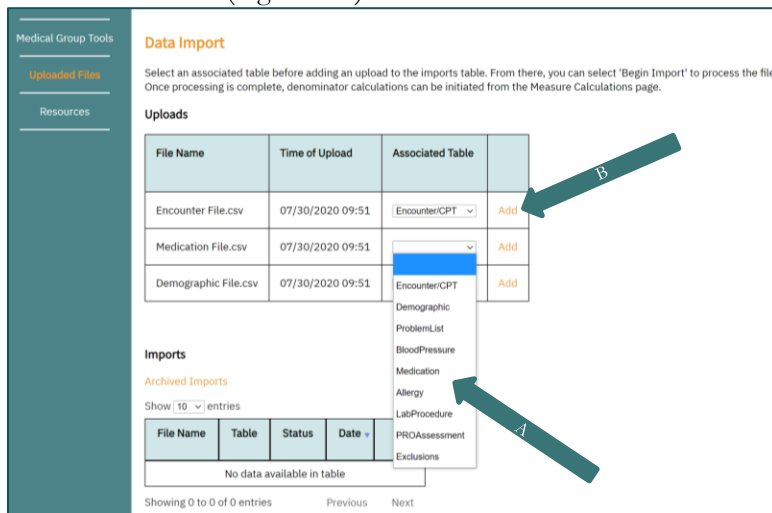 Medical Group Tools
Uploaded Files
Resources
Data Import
Select an associated table before adding an upload to the imports table. From there, you can select 'Begin Import' to process the file
Once processing is complete, denominator calculations can be initiated from the Measure Calculations page.
Uploads
File Name Time of Upload Associated Table
B
Encounter File.csv 07/30/2020 09:51 Encounter/CPT Add
Medication File.csv 07/30/2020 09:51 Add
Demographic File.csv 07/30/2020 09:51 Add
Encounter/CPT
Demographic
ProblemList
BloodPressure
Medication
Allergy
LabProcedure
PROAssessment
Exclusions
A
Imports
Archived Imports
Show 10 entries
File Name Table Status Date
No data available in table
Showing 0 to 0 of 0 entries Previous Next